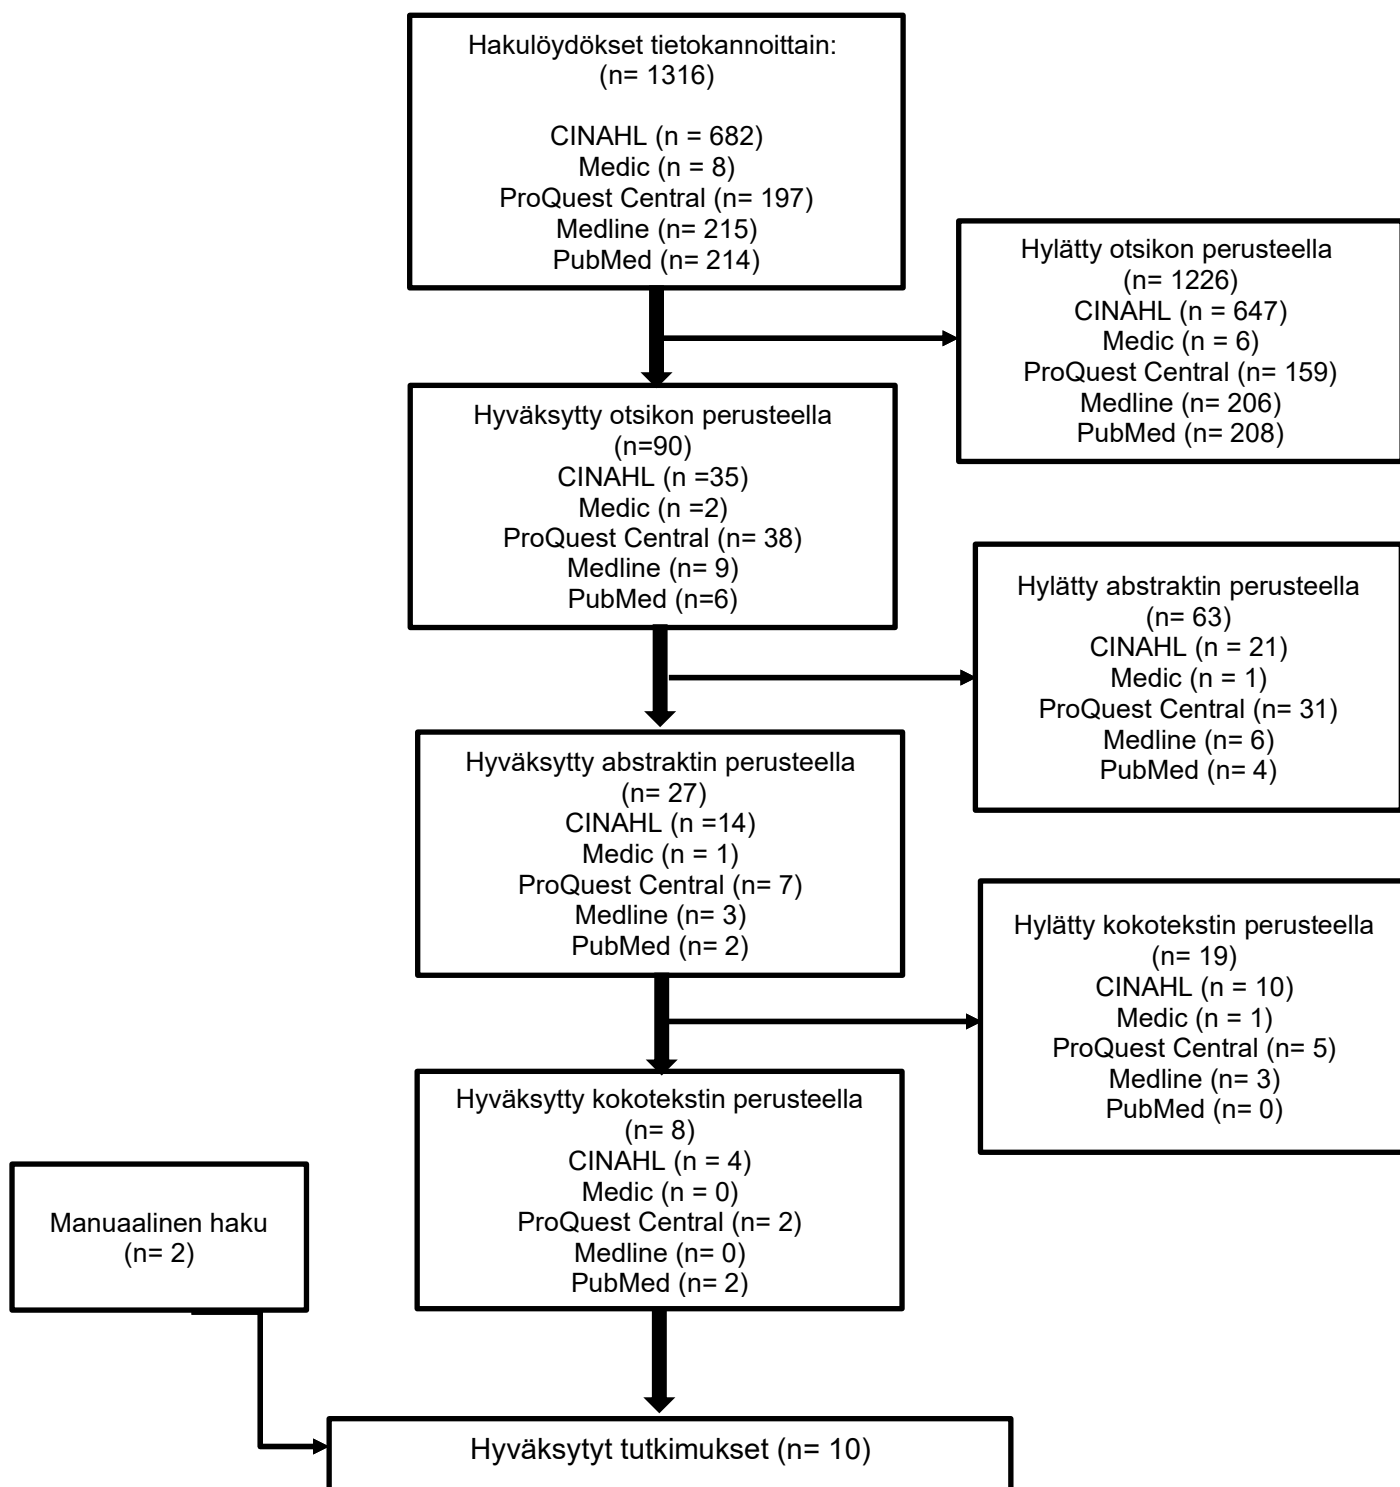 Hakulöydökset tietokannoittain:
(n= 1316)
CINAHL (n = 682)
Medic (n = 8)
ProQuest Central (n= 197)
Medline (n= 215)
PubMed (n= 214)
Hylätty otsikon perusteella
(n= 1226)
CINAHL (n = 647)
Medic (n = 6)
ProQuest Central (n= 159)
Medline (n= 206)
PubMed (n= 208)
Hyväksytty otsikon perusteella
(n=90)
CINAHL (n =35)
Medic (n =2)
ProQuest Central (n= 38)
Medline (n= 9)
PubMed (n=6)
Hylätty abstraktin perusteella
(n= 63)
CINAHL (n = 21)
Medic (n = 1)
ProQuest Central (n= 31)
Medline (n= 6)
PubMed (n= 4)
Hyväksytty abstraktin perusteella
(n= 27)
CINAHL (n =14)
Medic (n = 1)
ProQuest Central (n= 7)
Medline (n= 3)
PubMed (n= 2)
Hylätty kokotekstin perusteella
(n= 19)
CINAHL (n = 10)
Medic (n = 1)
ProQuest Central (n= 5)
Medline (n= 3)
PubMed (n= 0)
Hyväksytty kokotekstin perusteella
(n= 8)
CINAHL (n = 4)
Medic (n = 0)
ProQuest Central (n= 2)
Medline (n= 0)
PubMed (n= 2)
Manuaalinen haku
(n= 2)
Hyväksytyt tutkimukset (n= 10)